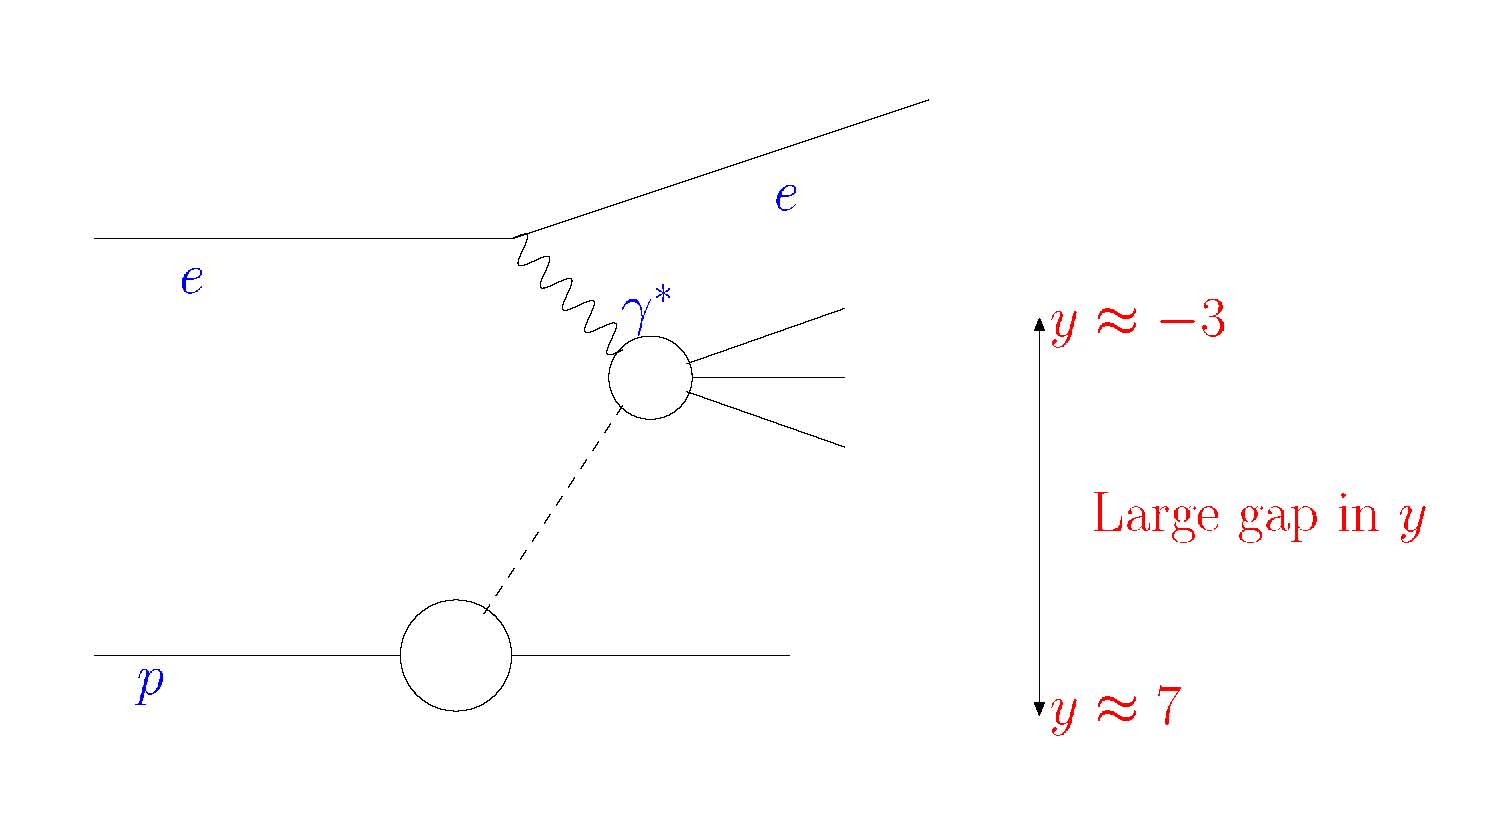 e
e
γ*
y ≈ −3
Large gap in y
p
y ≈ 7